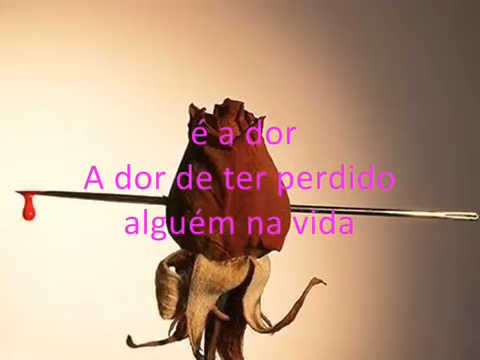 é a dor
A dor de ter perdido
alguém na vida